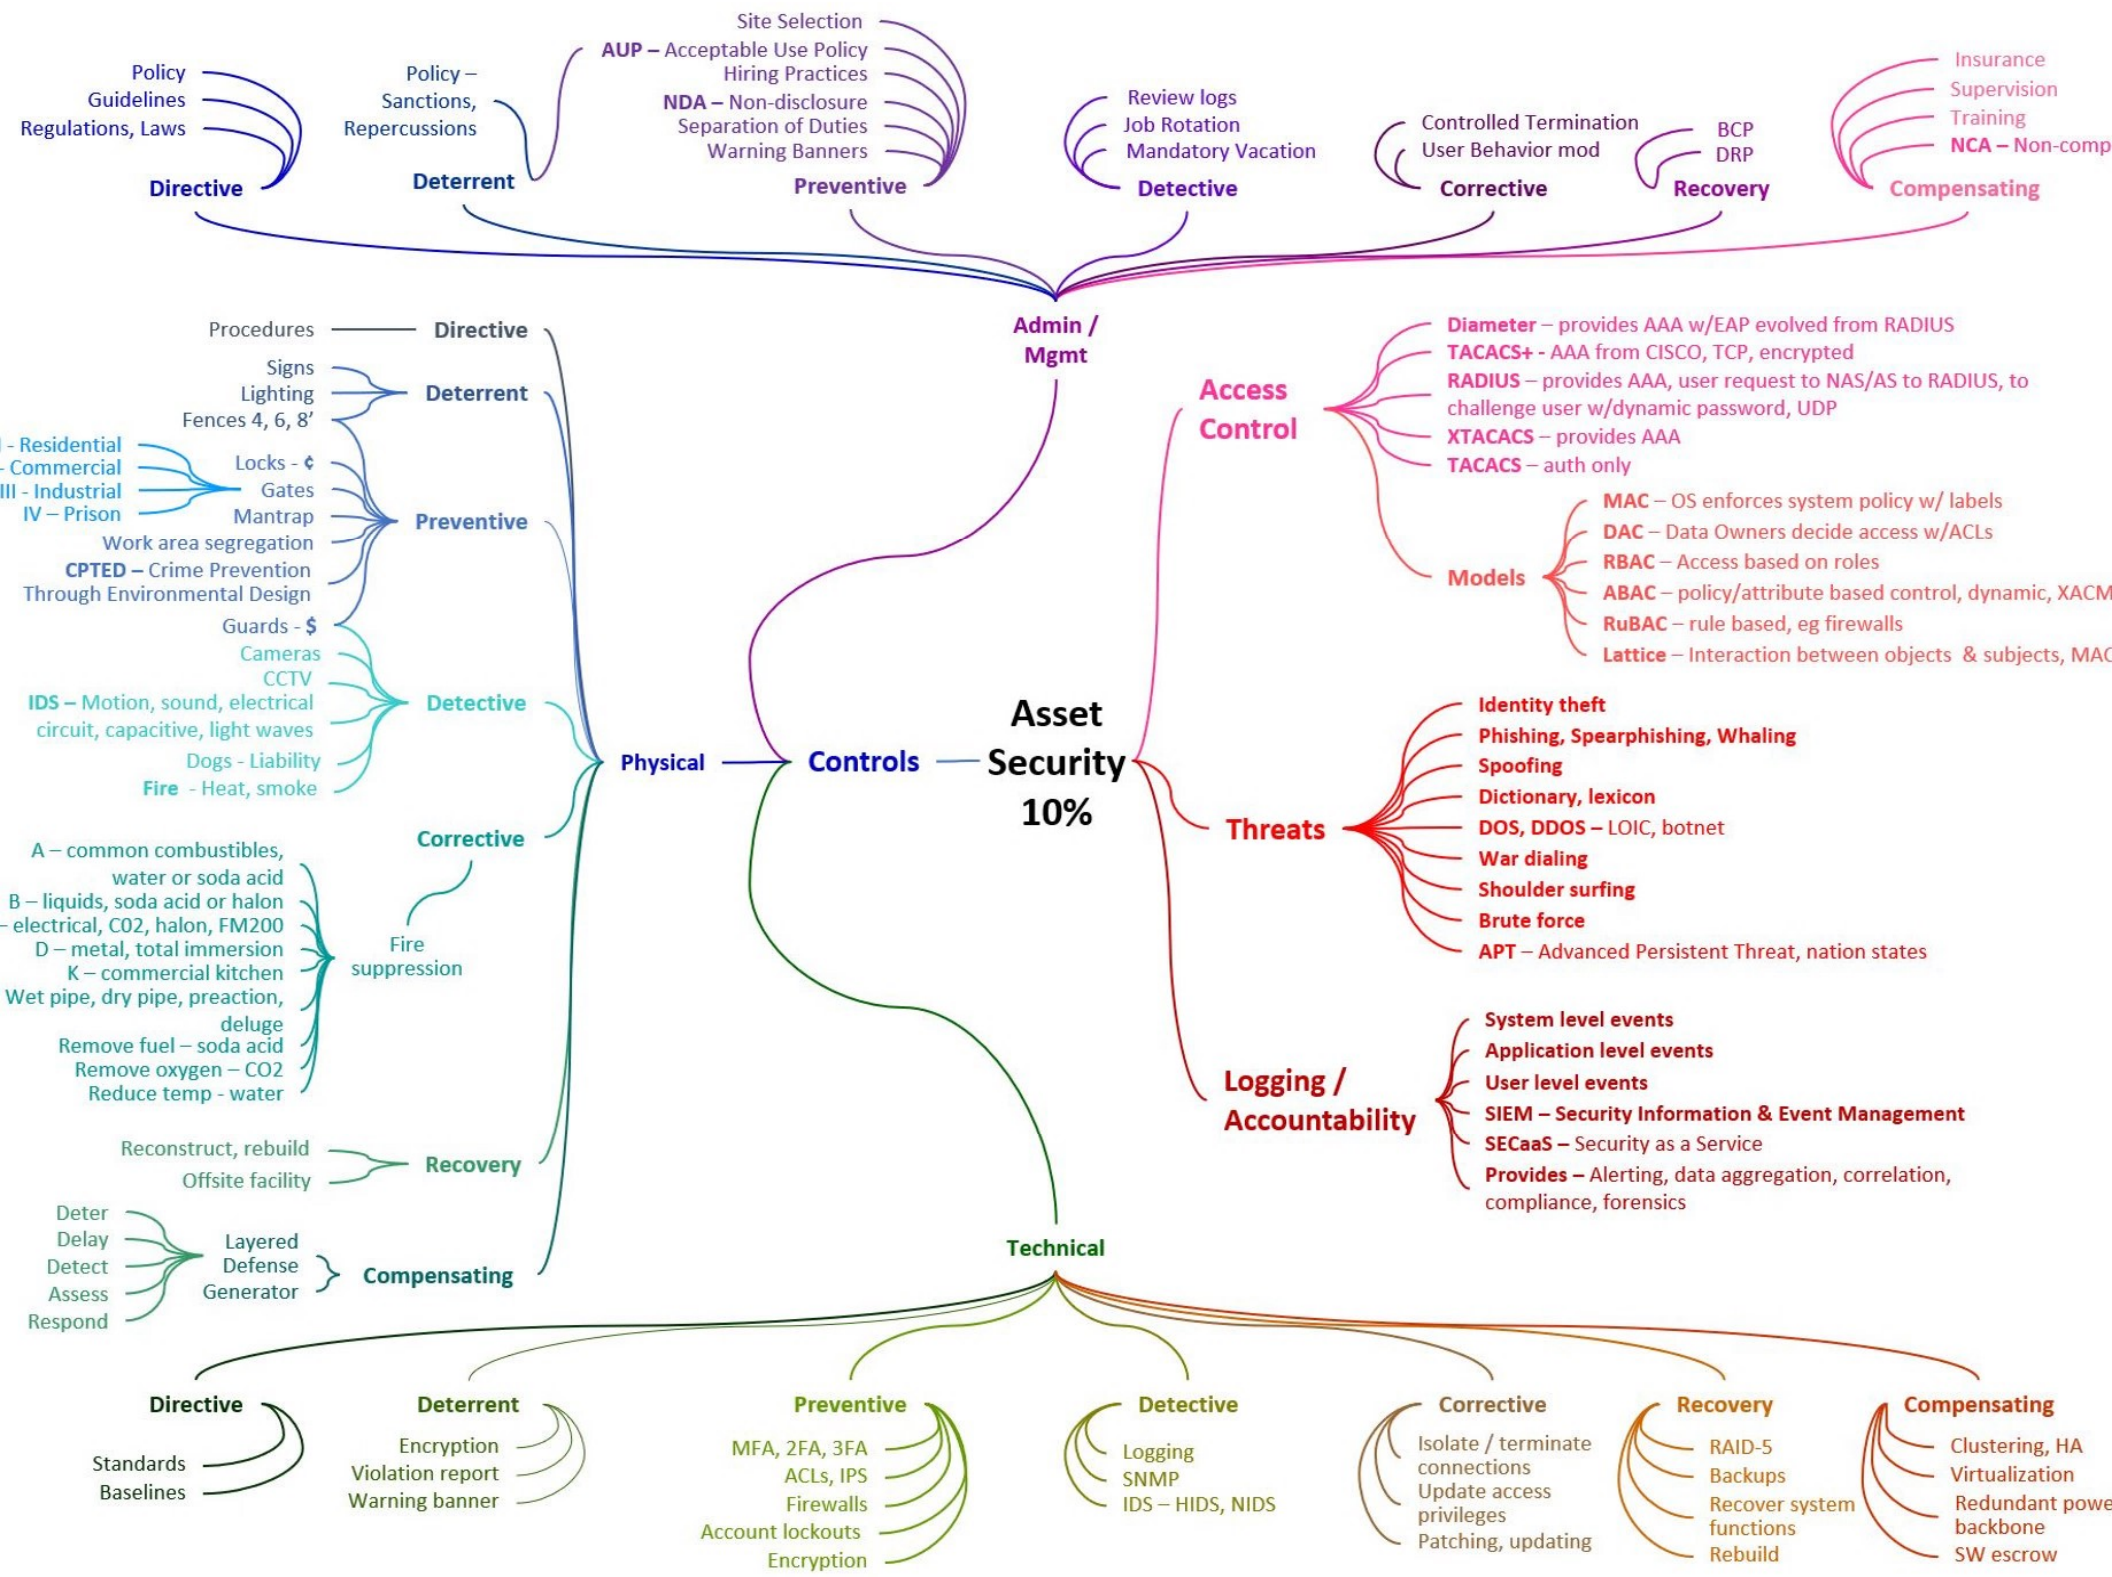 Site Selection
AUP – Acceptable Use Policy
Hiring Practices
NDA – Non-disclosure
Separation of Duties
Warning Banners
Preventive
Policy
Guidelines
Regulations, Laws
Directive
Policy –
Sanctions,
Repercussions
Deterrent
Review logs
Job Rotation
Mandatory Vacation
Detective
Controlled Termination
User Behavior mod
Corrective
BCP
DRP
Recovery
Insurance
Supervision
Training
NCA – Non-comp
Compensating
Admin /
Mgmt
Procedures
Directive
Signs
Lighting
Fences 4, 6, 8’
Deterrent
- Residential
- Commercial
III - Industrial
IV – Prison
Locks - ¢
Gates
Mantrap
Work area segregation
CPTED – Crime Prevention
Through Environmental Design
Guards - $
Preventive
Cameras
CCTV
IDS – Motion, sound, electrical
circuit, capacitive, light waves
Dogs - Liability
Fire - Heat, smoke
Detective
Physical
Controls
Asset
Security
10%
Corrective
A – common combustibles,
water or soda acid
B – liquids, soda acid or halon
– electrical, C02, halon, FM200
D – metal, total immersion
K – commercial kitchen
Wet pipe, dry pipe, preaction,
deluge
Remove fuel – soda acid
Remove oxygen – CO2
Reduce temp - water
Fire
suppression
Reconstruct, rebuild
Offsite facility
Recovery
Deter
Delay
Detect
Assess
Respond
Layered
Defense
Generator
Compensating
Access
Control
Diameter – provides AAA w/EAP evolved from RADIUS
TACACS+ - AAA from CISCO, TCP, encrypted
RADIUS – provides AAA, user request to NAS/AS to RADIUS, to
challenge user w/dynamic password, UDP
XTACACS – provides AAA
TACACS – auth only
Models
MAC – OS enforces system policy w/ labels
DAC – Data Owners decide access w/ACLs
RBAC – Access based on roles
ABAC – policy/attribute based control, dynamic, XACM
RuBAC – rule based, eg firewalls
Lattice – Interaction between objects & subjects, MAC
Threats
Identity theft
Phishing, Spearphishing, Whaling
Spoofing
Dictionary, lexicon
DOS, DDOS – LOIC, botnet
War dialing
Shoulder surfing
Brute force
APT – Advanced Persistent Threat, nation states
Logging /
Accountability
System level events
Application level events
User level events
SIEM – Security Information & Event Management
SECaaS – Security as a Service
Provides – Alerting, data aggregation, correlation,
compliance, forensics
Technical
Directive
Standards
Baselines
Deterrent
Encryption
Violation report
Warning banner
Preventive
MFA, 2FA, 3FA
ACLs, IPS
Firewalls
Account lockouts
Encryption
Detective
Logging
SNMP
IDS – HIDS, NIDS
Corrective
Isolate / terminate
connections
Update access
privileges
Patching, updating
Recovery
RAID-5
Backups
Recover system
functions
Rebuild
Compensating
Clustering, HA
Virtualization
Redundant powe
backbone
SW escrow